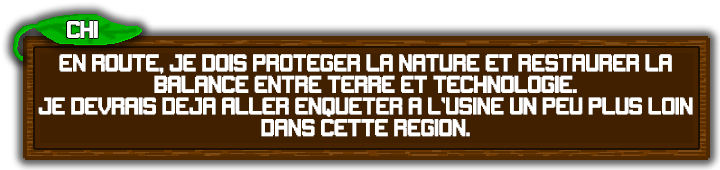 CHI
EN ROUTE, JE DOIS PROTEGER LA NATURE ET RESTAURER LA
BALANCE ENTRE TERRE ET TECHNOLOGIE.
JE DEVRAIS DEJA ALLER ENQUETER A L'USINE UN PEU PLUS LOIN
DANS CETTE REGION.